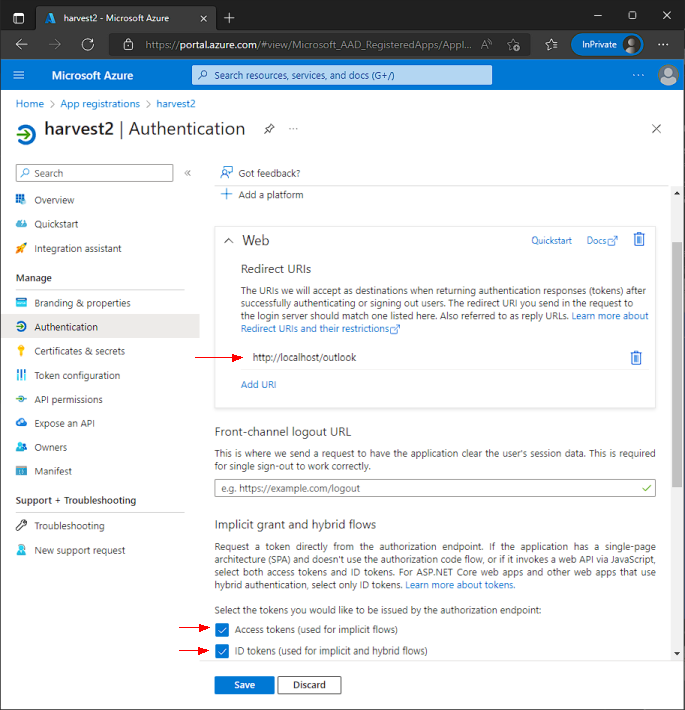 harvest2 - Microsoft Azure
https://portal.azure.com/#view/Microsoft_AAD_RegisteredApps/Appl...
InPrivate
Microsoft Azure
Search resources, services, and docs (G+/)
Home > App registrations > harvest2
harvest2 | Authentication
Search
Got feedback?
Add a platform
Overview
Quickstart
Integration assistant
Manage
Branding & properties
Authentication
Certificates & secrets
Token configuration
API permissions
Expose an API
Owners
Manifest
Support + Troubleshooting
Troubleshooting
New support request
Web
Quickstart
Docs
Redirect URIs
The URIs we will accept as destinations when returning authentication responses (tokens) after
successfully authenticating or signing out users. The redirect URI you send in the request to
the login server should match one listed here. Also referred to as reply URLs. Learn more about
Redirect URIs and their restrictions
http://localhost/outlook
Add URI
Front-channel logout URL
This is where we send a request to have the application clear the user's session data. This is required
for single sign-out to work correctly.
e.g. https://example.com/logout
Implicit grant and hybrid flows
Request a token directly from the authorization endpoint. If the application has a single-page
architecture (SPA) and doesn't use the authorization code flow, or if it invokes a web API via JavaScript,
select both access tokens and ID tokens. For ASP.NET Core web apps and other web apps that use
hybrid authentication, select only ID tokens. Learn more about tokens.
Select the tokens you would like to be issued by the authorization endpoint:
Access tokens (used for implicit flows)
ID tokens (used for implicit and hybrid flows)
Save
Discard